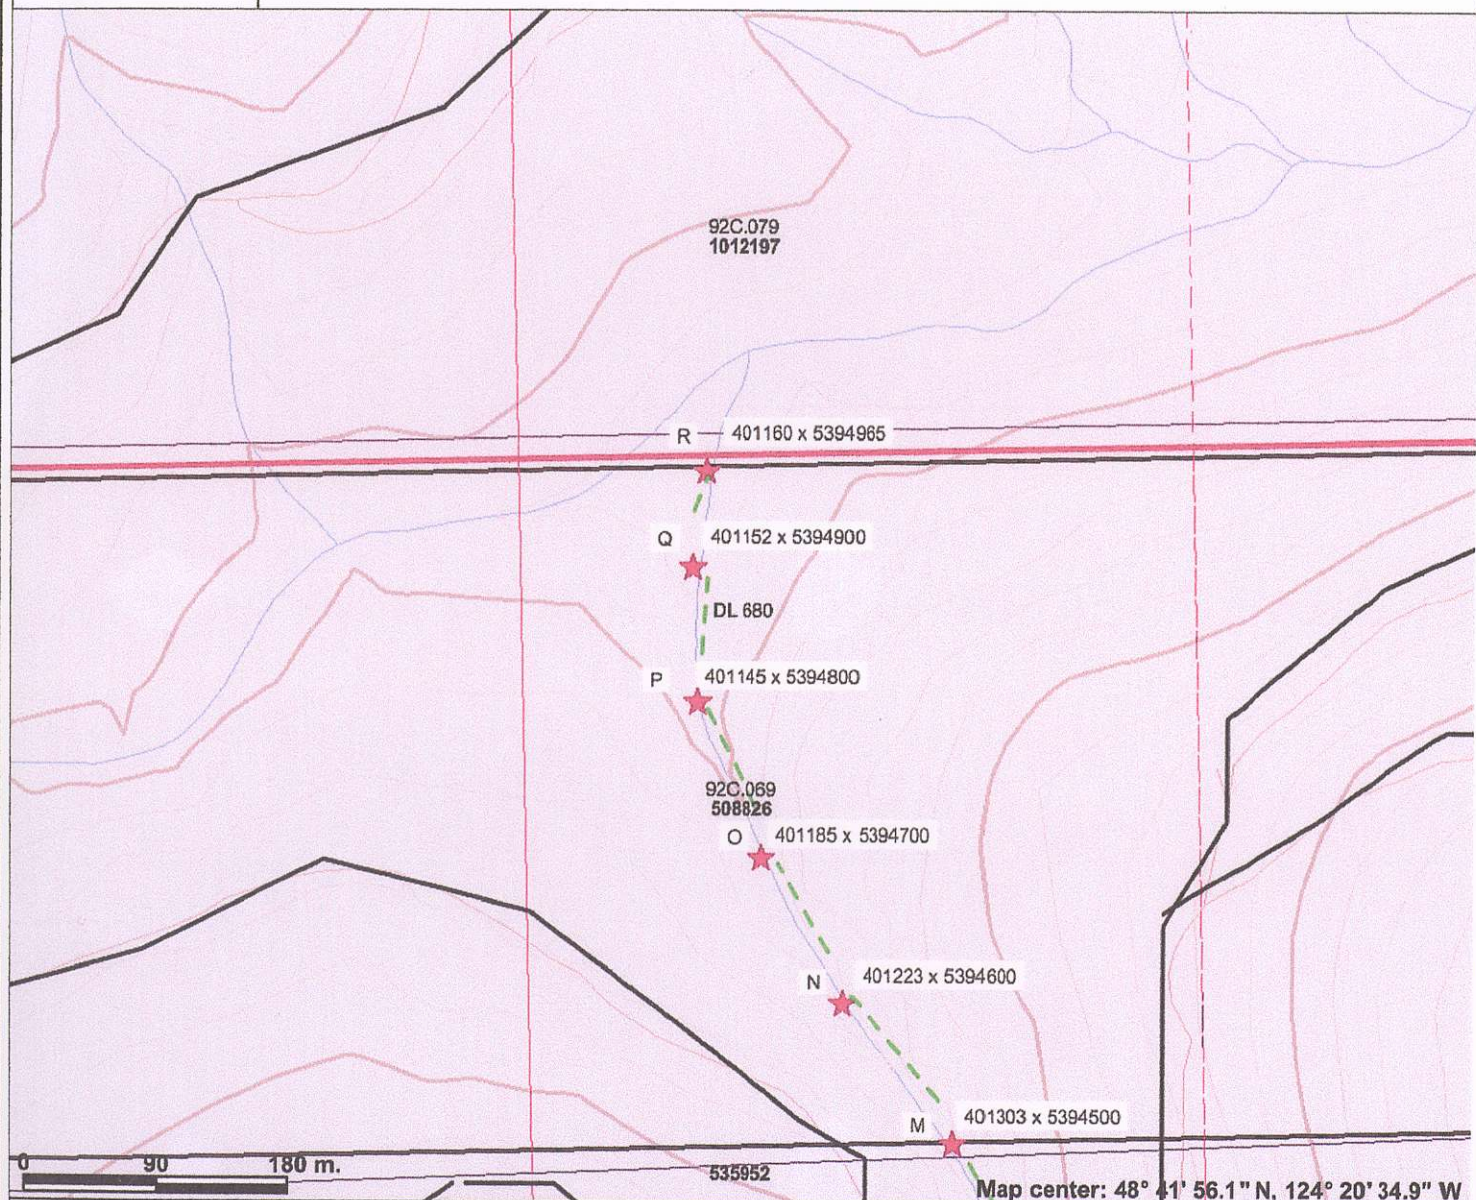 92C.079
1012197
R 401160 x 5394965
Q 401152 x 5394900
DL 680
P 401145 x 5394800
92C.069
508826
O 401185 x 5394700
N 401223 x 5394600
M 401303 x 5394500
0 90 180 m.
535952
Map center: 48° 41' 56.1" N, 124° 20' 34.9" W